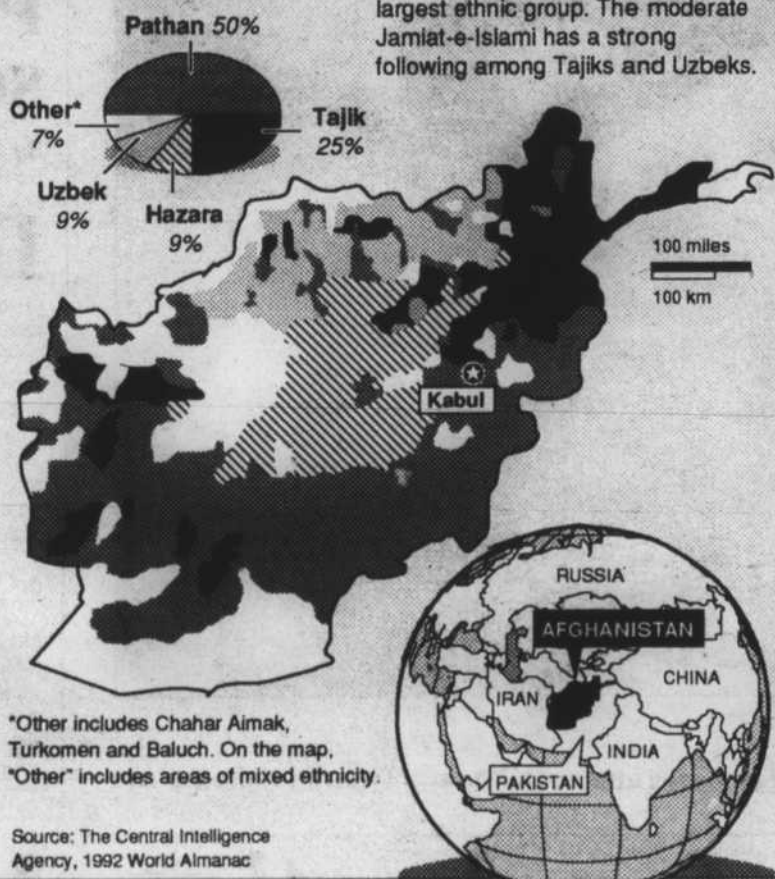 largest ethnic group. The moderate
Jamiat-e-Islami has a strong
following among Tajiks and Uzbeks.
Pathan 50%
Other*
7%
Tajik
25%
Uzbek
9%
Hazara
9%
100 miles
100 km
Kabul
RUSSIA
AFGHANISTAN
CHINA
IRAN
INDIA
PAKISTAN
*Other includes Chahar Aimak,
Turkomen and Baluch. On the map,
"Other" includes areas of mixed ethnicity.
Source: The Central Intelligence
Agency, 1992 World Almanac